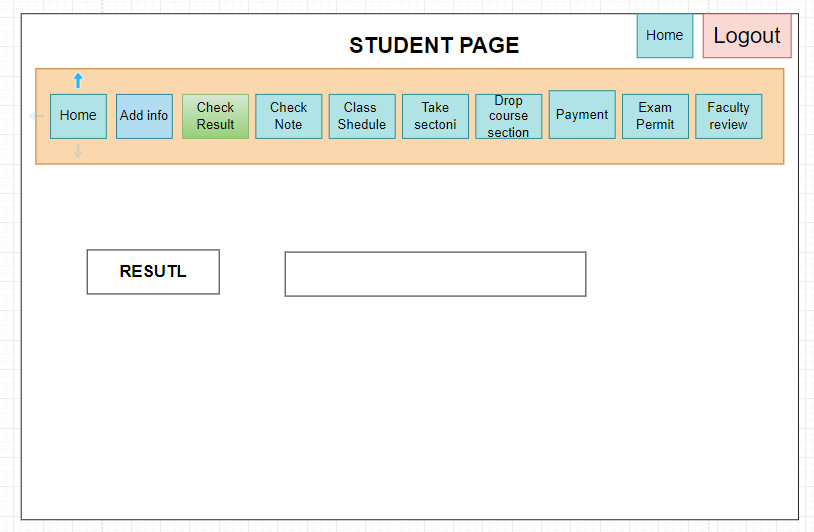 STUDENT PAGE
Home
Logout
Home
Add info
Check
Result
Check
Note
Class
Shedule
Take
sectoni
Drop
course
section
Payment
Exam
Permit
Faculty
review
RESUTL